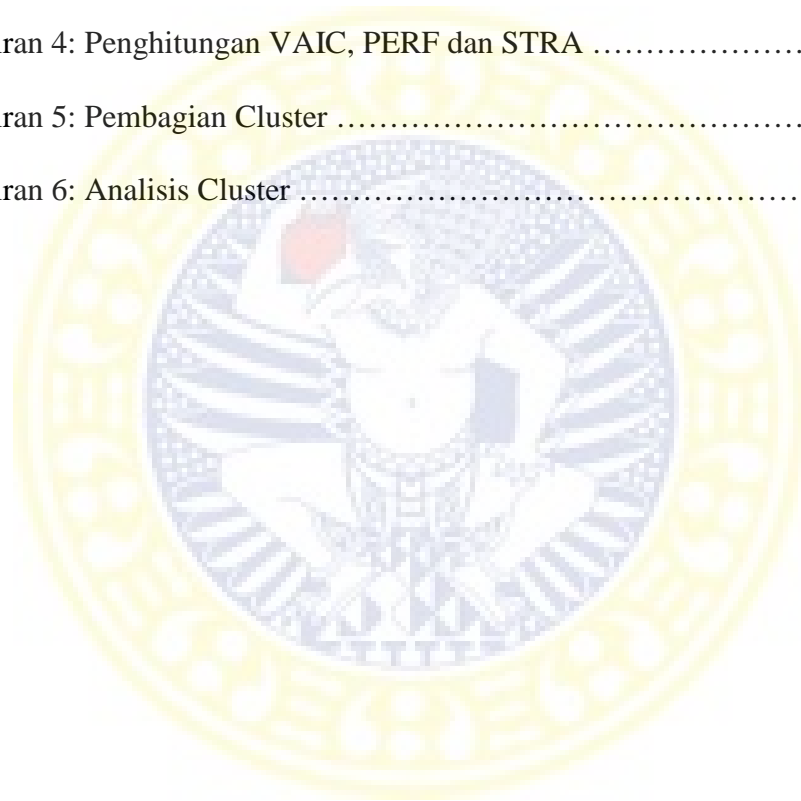 ran 4: Penghitungan VAIC, PERF dan STRA …………………
ran 5: Pembagian Cluster ………………………………………
ran 6: Analisis Cluster …………………………………………